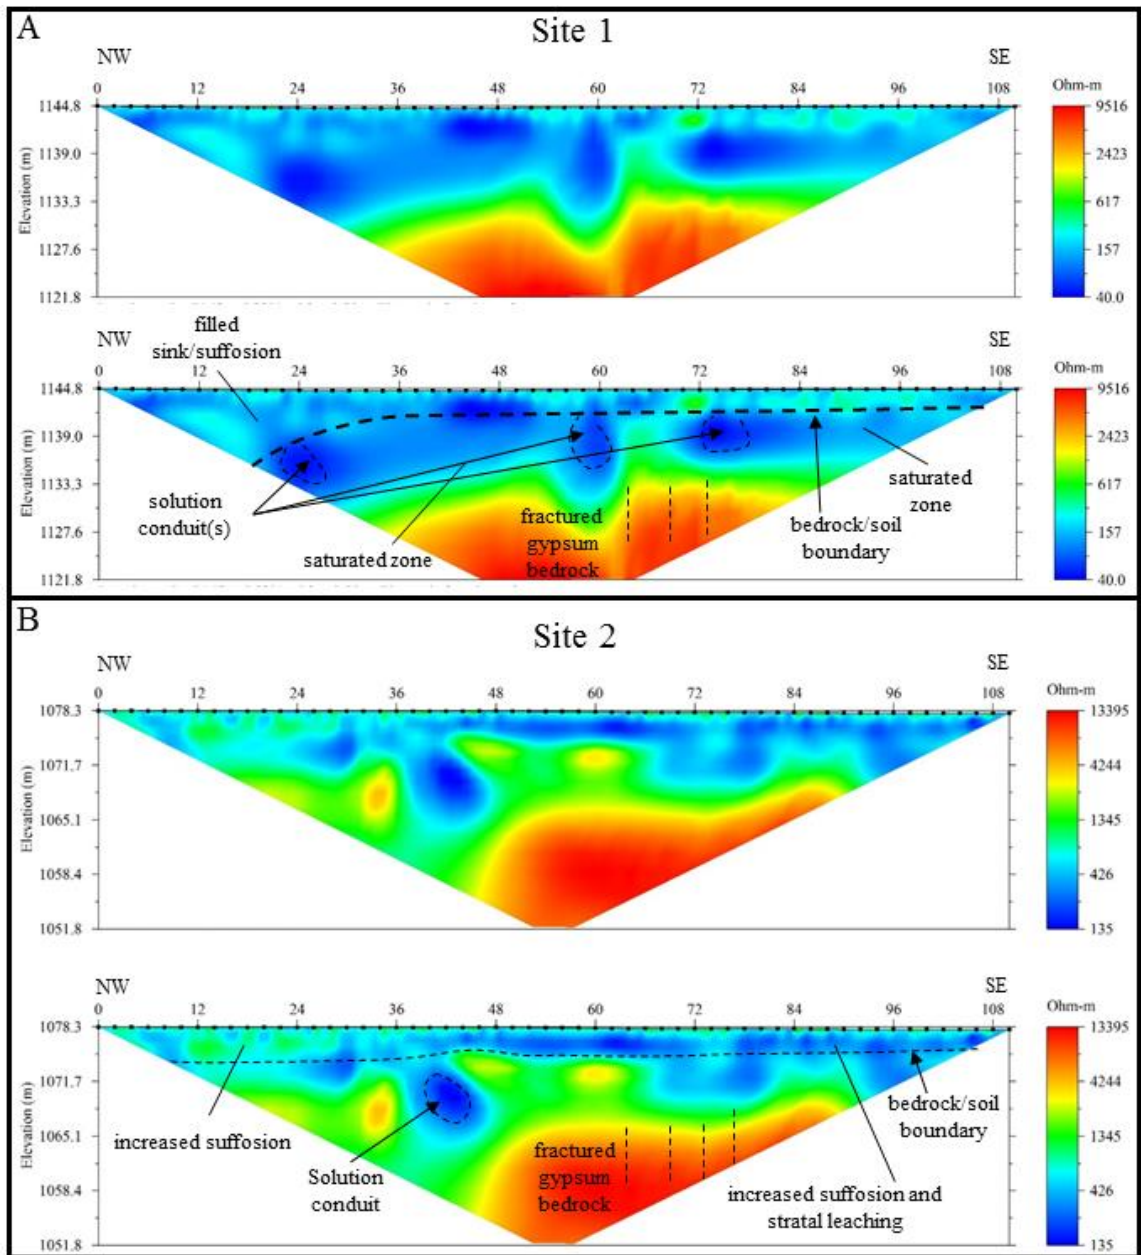 A
Site 1
NW SE
0 12 24 36 48 60 72 84 96 108
Ohm-m
Elevation (m)
1144.8
1139.0
1133.3
1127.6
1121.8
9516
2423
617
157
40.0
NW SE
filled
sink/suffosion
0 12 24 36 48 60 72 84 96 108
Ohm-m
Elevation (m)
1144.8
1139.0
1133.3
1127.6
1121.8
9516
2423
617
157
40.0
solution
conduit(s)
saturated zone
fractured
gypsum
bedrock
bedrock/soil
boundary
saturated
zone
B
Site 2
NW SE
0 12 24 36 48 60 72 84 96 108
Ohm-m
Elevation (m)
1078.3
1071.7
1065.1
1058.4
1051.8
13395
4244
1345
426
135
NW SE
0 12 24 36 48 60 72 84 96 108
Ohm-m
Elevation (m)
1078.3
1071.7
1065.1
1058.4
1051.8
13395
4244
1345
426
135
increased suffosion
Solution
conduit
fractured
gypsum
bedrock
increased suffosion and
stratal leaching
bedrock/soil
boundary